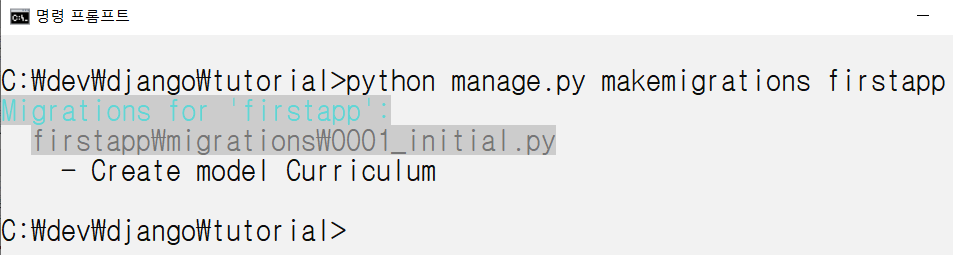 명령 프롬프트
C:₩dev₩django₩tutorial>python manage.py makemigrations firstapp
Migrations for 'firstapp':
  firstapp₩migrations₩0001_initial.py
    - Create model Curriculum
C:₩dev₩django₩tutorial>